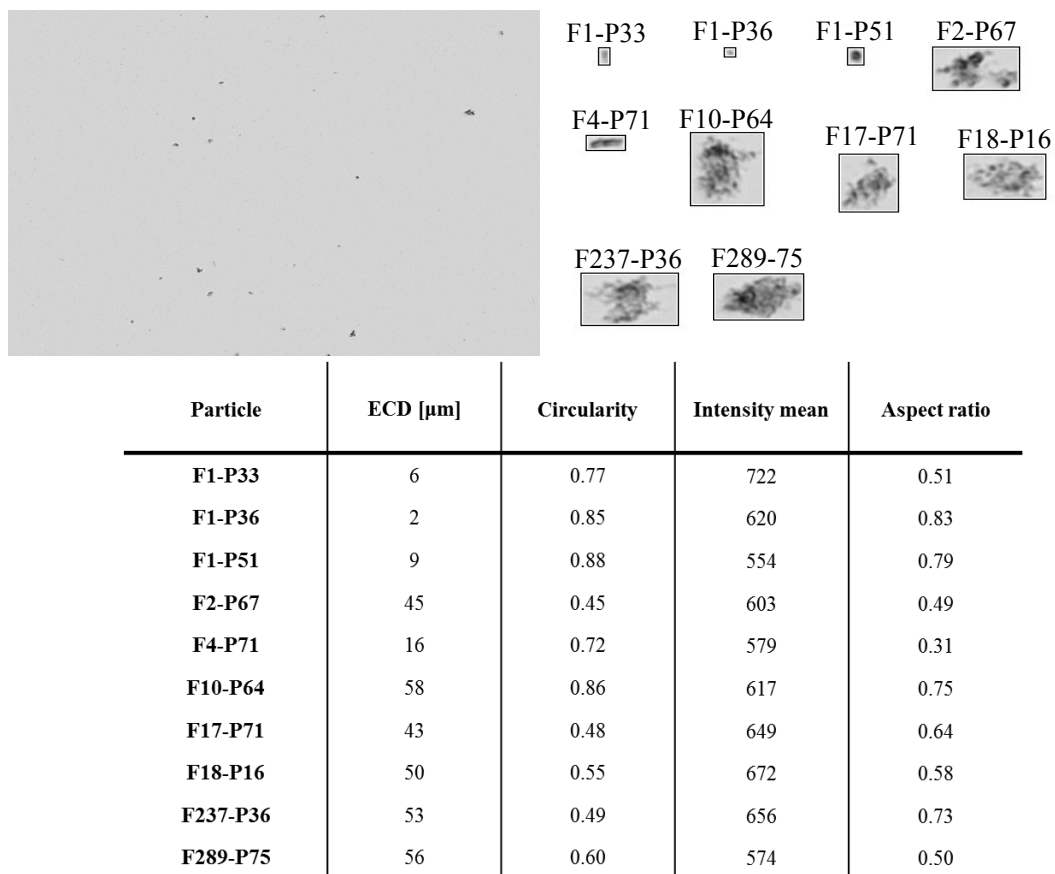 F1-P33 F1-P36 F1-P51 F2-P67
F4-P71 F10-P64 F17-P71 F18-P16
F237-P36 F289-75
Particle ECD [µm] Circularity Intensity mean Aspect ratio
F1-P33 6 0.77 722 0.51
F1-P36 2 0.85 620 0.83
F1-P51 9 0.88 554 0.79
F2-P67 45 0.45 603 0.49
F4-P71 16 0.72 579 0.31
F10-P64 58 0.86 617 0.75
F17-P71 43 0.48 649 0.64
F18-P16 50 0.55 672 0.58
F237-P36 53 0.49 656 0.73
F289-P75 56 0.60 574 0.50